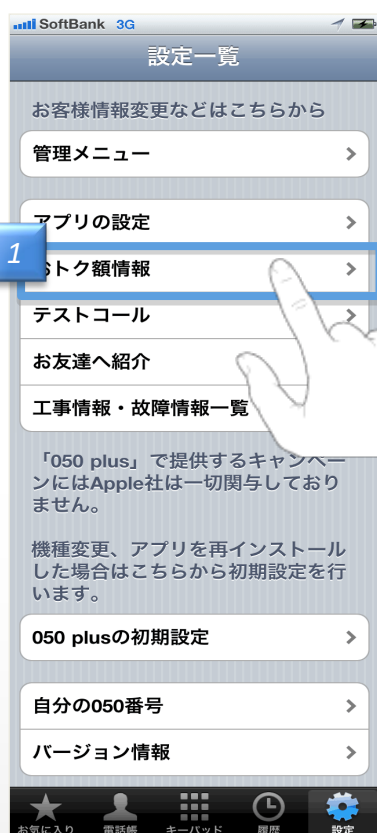 SoftBank 3G
設定一覧
お客様情報変更などはこちらから
管理メニュー
アプリの設定
1
おトク額情報
テストコール
お友達へ紹介
工事情報・故障情報一覧
「050 plus」で提供するキャンペー
ンにはApple社は一切関与しており
ません。
機種変更、アプリを再インストール
した場合はこちらから初期設定を行
います。
050 plusの初期設定
自分の050番号
バージョン情報
お気に入り 電話帳 キーパッド 履歴 設定